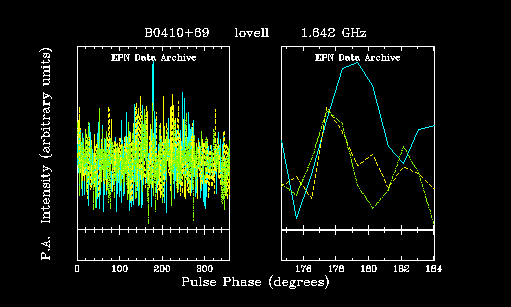 B0410+69 lovell 1.642 GHz
EPN Data Archive EPN Data Archive
P.A. Intensity (arbitrary units)
0 100 200 300 176 178 180 182 184
Pulse Phase (degrees)